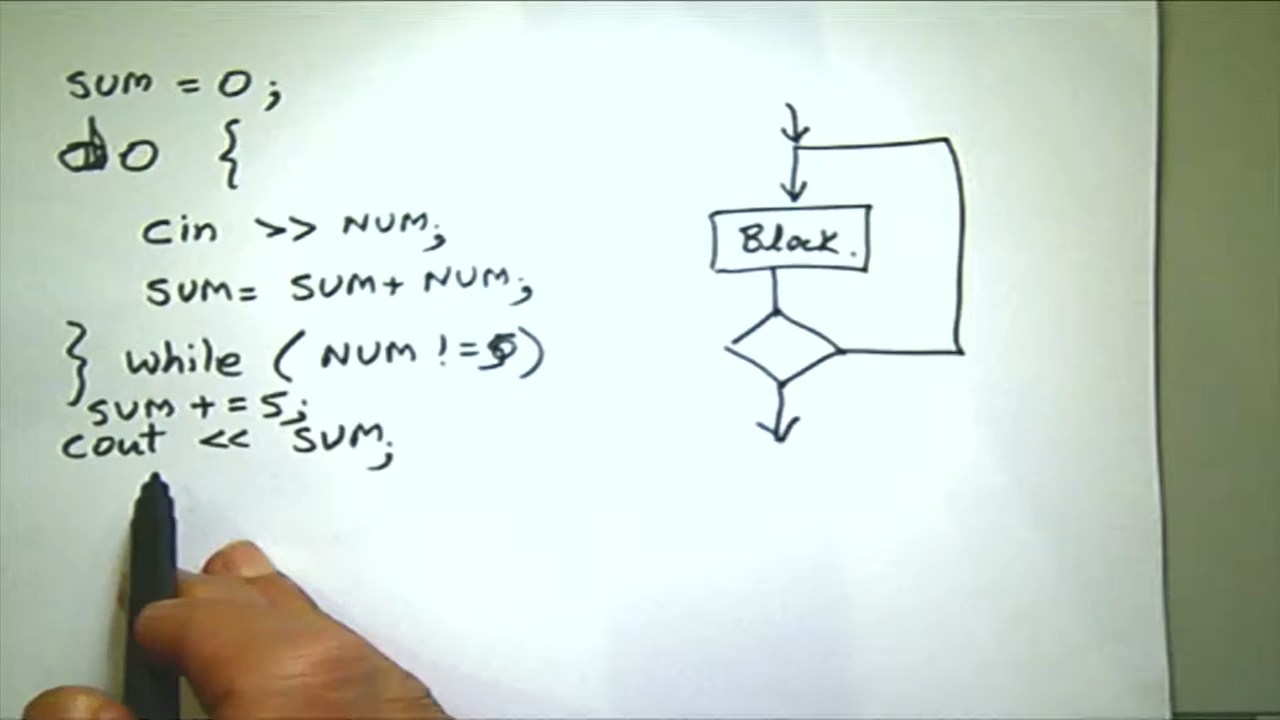 sum = 0;
do {
cin >> NUM;
sum = sum + NUM;
} while ( NUM != 5 )
sum += 5;
cout << sum;
Block.